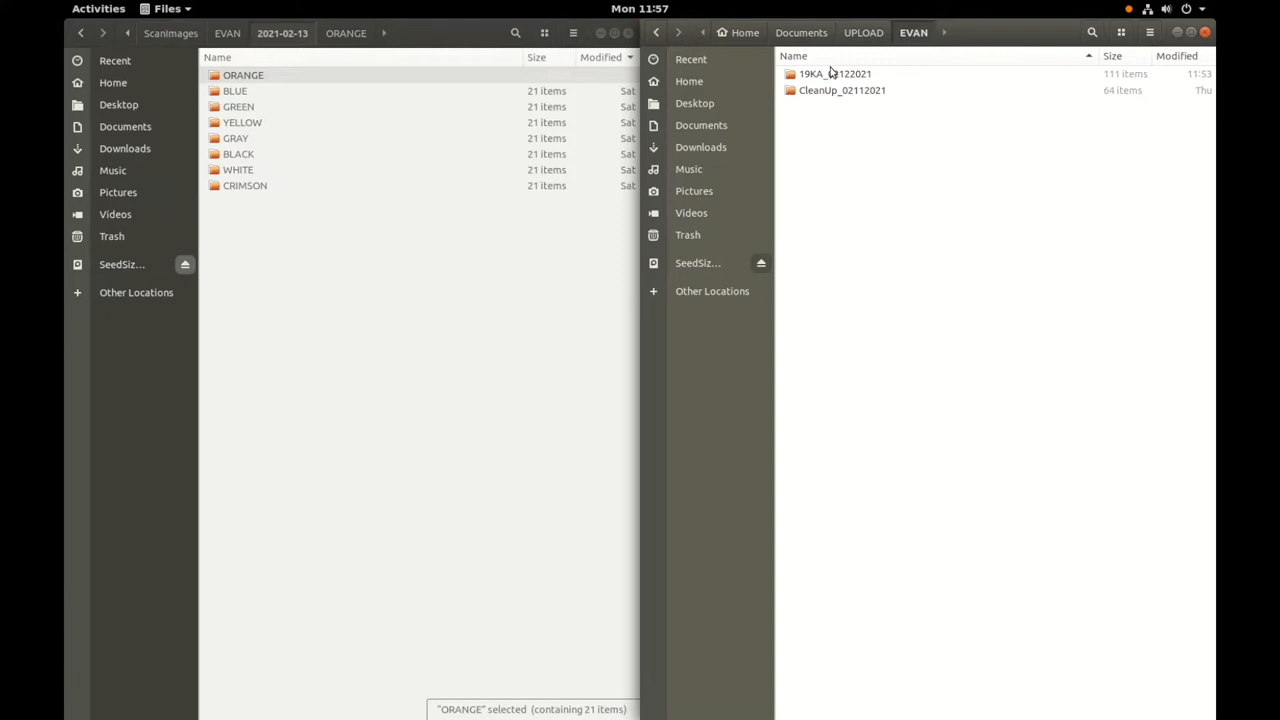 Activities Files Mon 11:57
ScanImages EVAN 2021-02-13 ORANGE
Name Size Modified
Recent
Home
Desktop
Documents
Downloads
Music
Pictures
Videos
Trash
SeedSiz...
Other Locations
ORANGE
BLUE 21 items Sat
GREEN 21 items Sat
YELLOW 21 items Sat
GRAY 21 items Sat
BLACK 21 items Sat
WHITE 21 items Sat
CRIMSON 21 items Sat
"ORANGE" selected (containing 21 items)
Home Documents UPLOAD EVAN
Name Size Modified
Recent
Home
Desktop
Documents
Downloads
Music
Pictures
Videos
Trash
SeedSiz...
Other Locations
19KA_02122021 111 items 11:53
CleanUp_02112021 64 items Thu